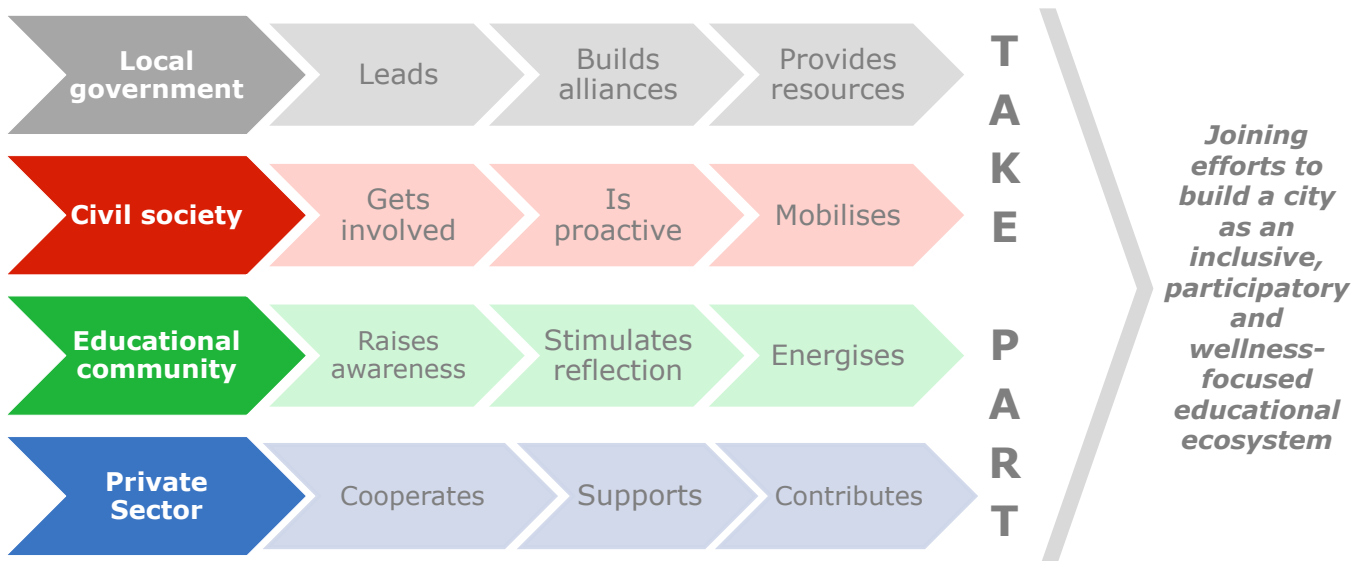 Local
government
Leads
Builds
alliances
Provides
resources
Civil society
Gets
involved
Is
proactive
Mobilises
Educational
community
Raises
awareness
Stimulates
reflection
Energises
Private
Sector
Cooperates
Supports
Contributes
TAKE
PART
Joining
efforts to
build a city
as an
inclusive,
participatory
and
wellness-
focused
educational
ecosystem